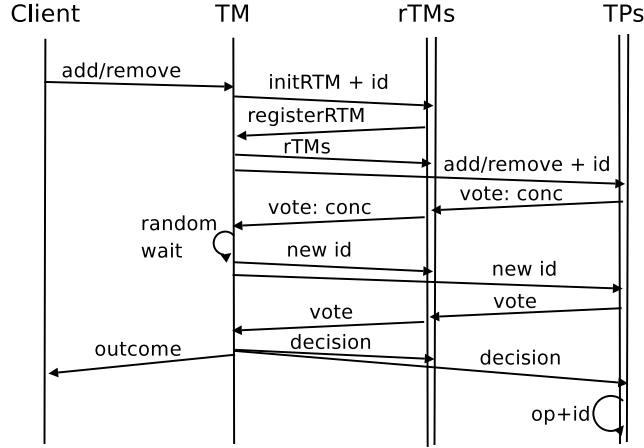 Client TM rTMs TPs
add/remove
initRTM + id
registerRTM
rTMs
add/remove + id
vote: conc
vote: conc
random
wait
new id
new id
vote
vote
decision
outcome
decision
op+id